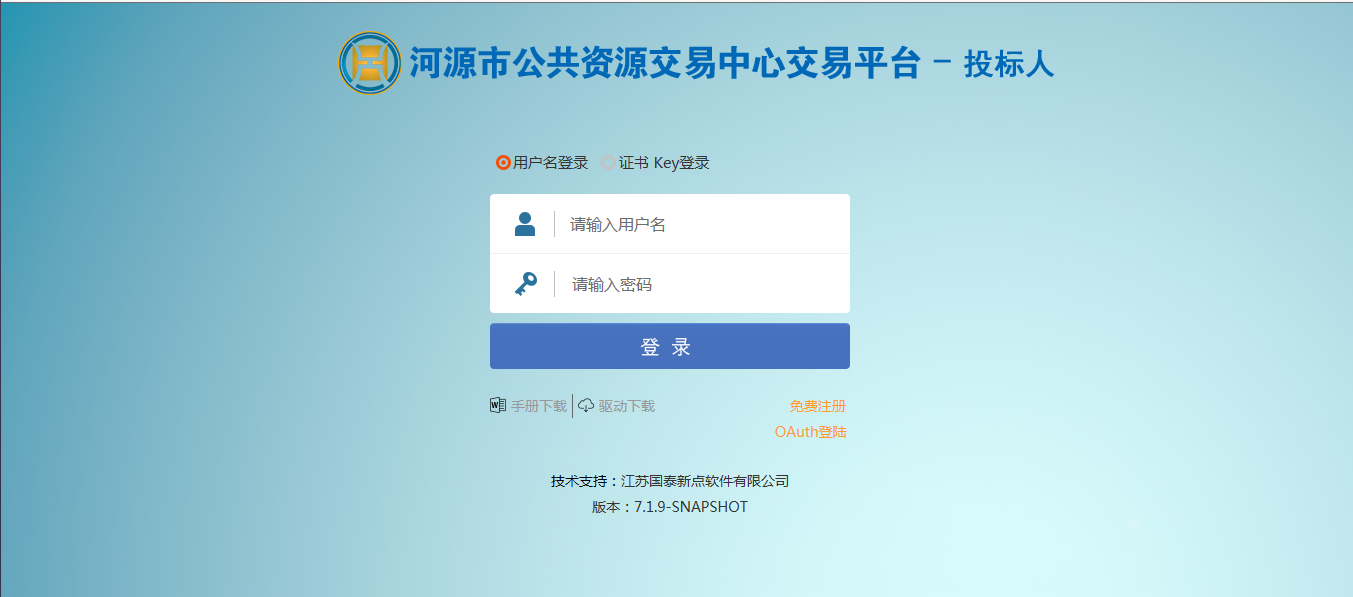 河源市公共资源交易中心交易平台 - 投标人
用户名登录 证书 Key登录
请输入用户名
请输入密码
登 录
手册下载 驱动下载 免费注册
OAuth登陆
技术支持：江苏国泰新点软件有限公司
版本：7.1.9-SNAPSHOT